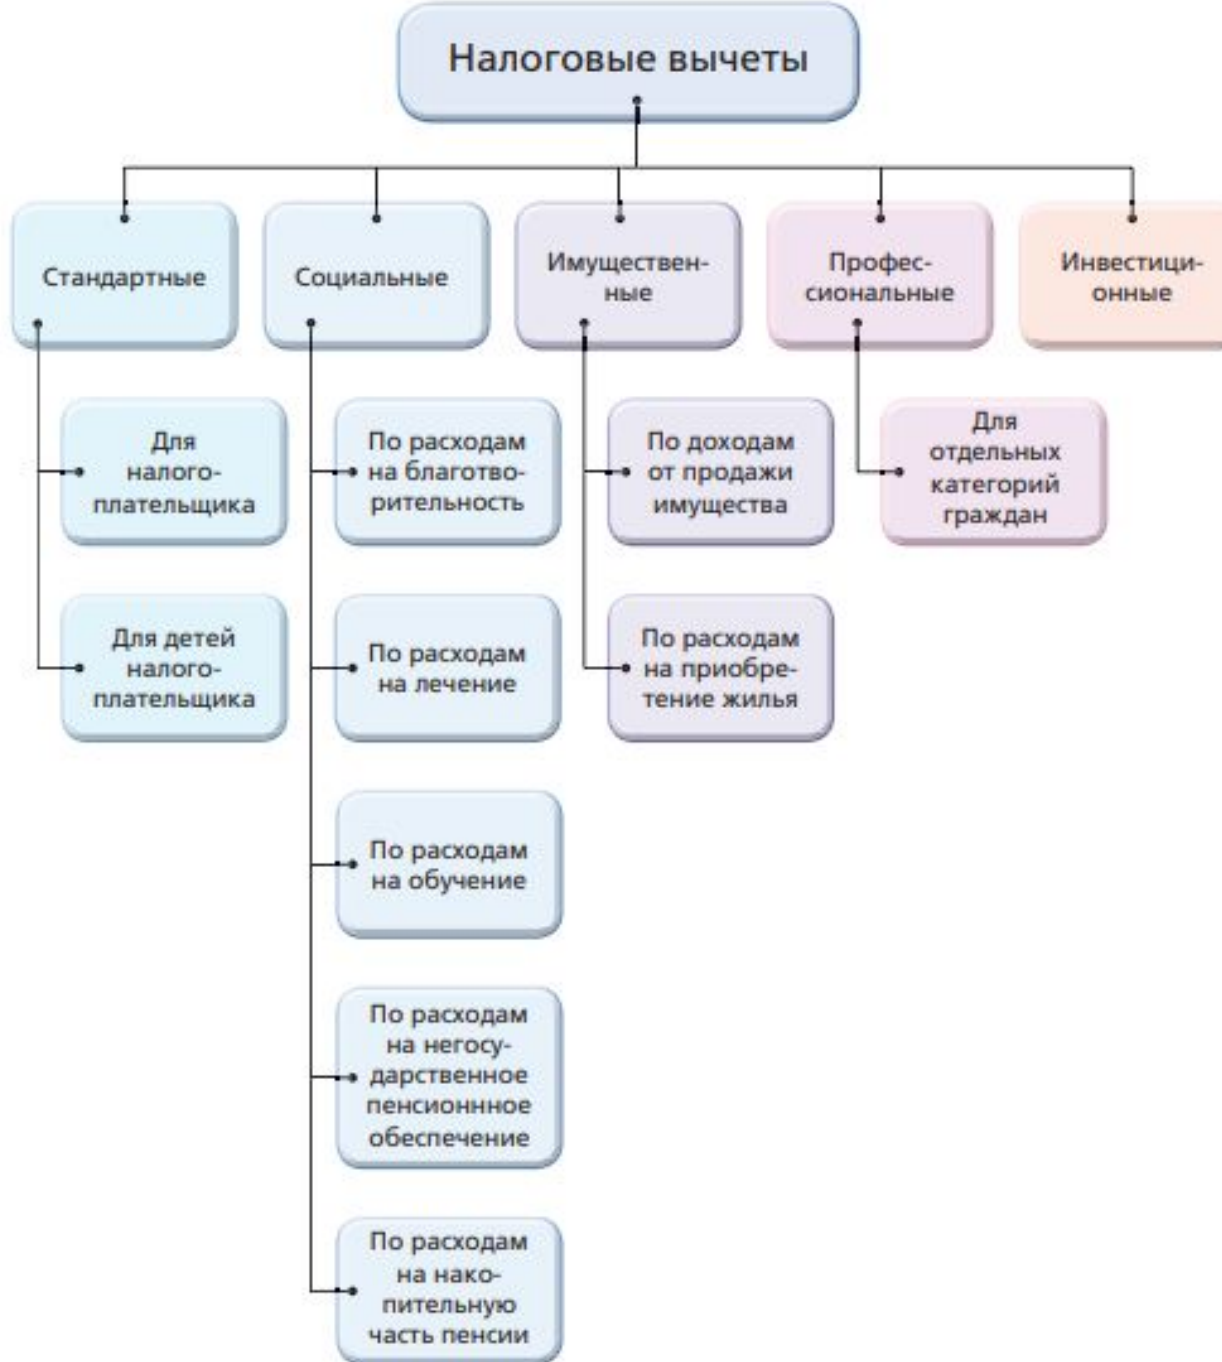 Налоговые вычеты
Стандартные
Социальные
Имуществен-
ные
Профес-
сиональные
Инвестици-
онные
Для
налого-
плательщика
Для детей
налого-
плательщика
По расходам
на благотво-
рительность
По расходам
на лечение
По расходам
на обучение
По расходам
на негосу-
дарственное
пенсионнное
обеспечение
По расходам
на нако-
пительную
часть пенсии
По доходам
от продажи
имущества
По расходам
на приобре-
тение жилья
Для
отдельных
категорий
граждан